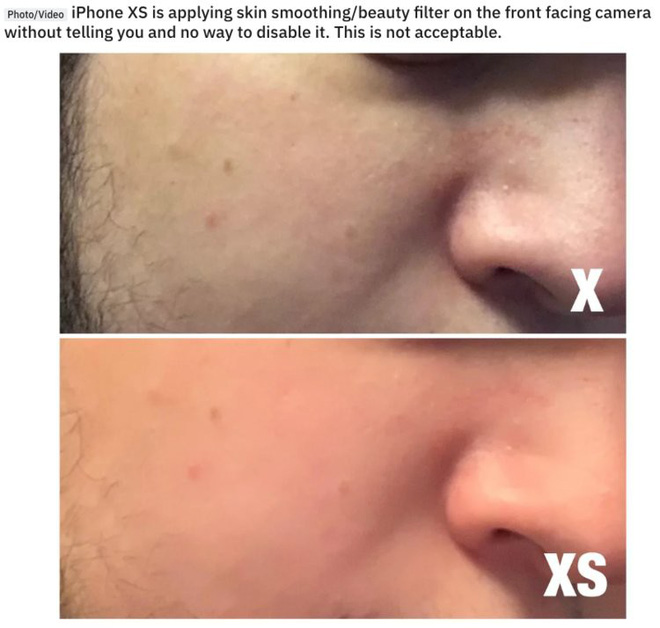 Photo/Video iPhone XS is applying skin smoothing/beauty filter on the front facing camera
without telling you and no way to disable it. This is not acceptable.
X
XS